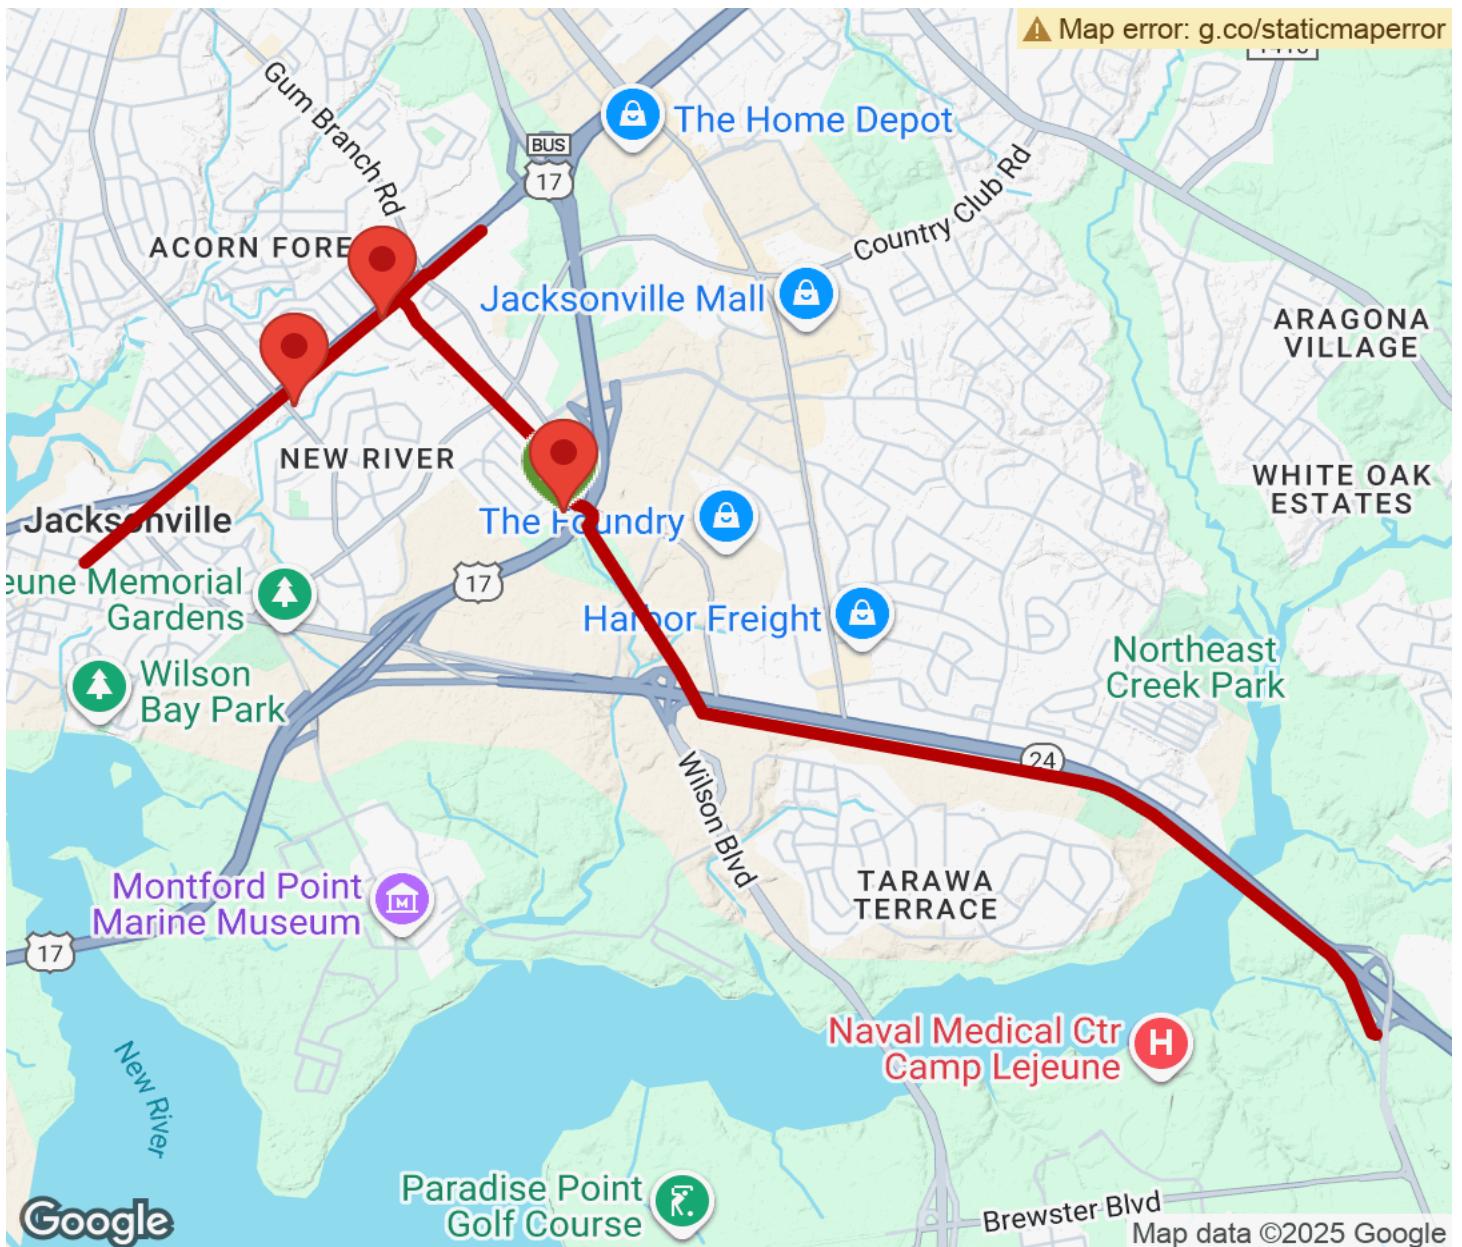 Map error: g.co/staticmaperror
Gum Branch Rd
The Home Depot
BUS
17
Country Club Rd
ACORN FORE
Jacksonville Mall
ARAGONA
VILLAGE
NEW RIVER
WHITE OAK
ESTATES
Jacksonville
The Foundry
17
eune Memorial
Gardens
Harbor Freight
Northeast
Creek Park
Wilson
Bay Park
24
Wilson Blvd
TARAWA
TERRACE
Montford Point
Marine Museum
M
17
Naval Medical Ctr
Camp Lejeune
H
New River
Paradise Point
Golf Course
Brewster Blvd
Google
Map data ©2025 Google